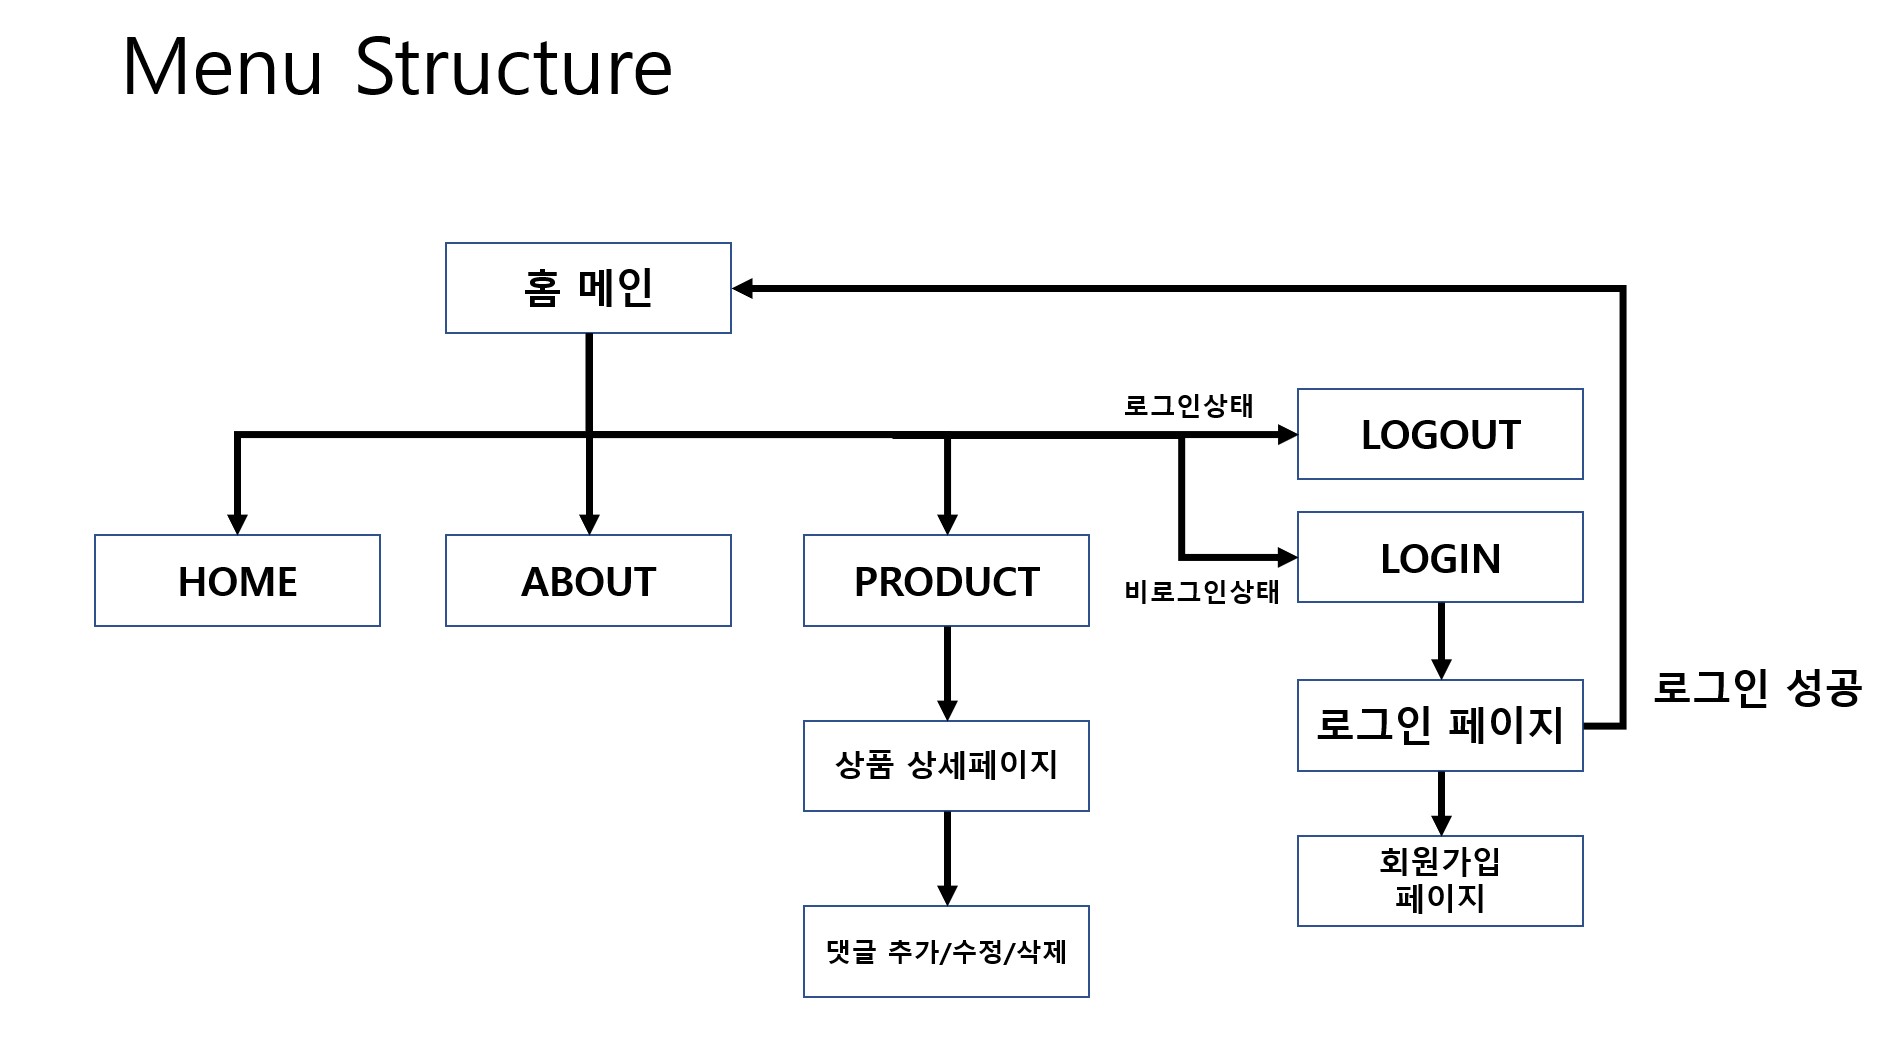 Menu Structure
홈 메인
로그인상태
LOGOUT
HOME
ABOUT
PRODUCT
LOGIN
비로그인상태
로그인 성공
로그인 페이지
상품 상세페이지
회원가입
페이지
댓글 추가/수정/삭제